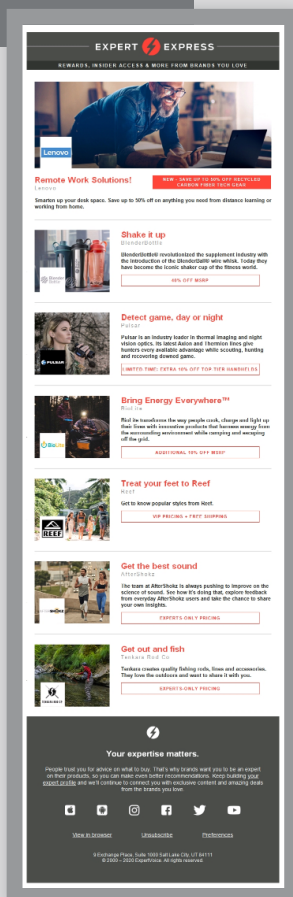 EXPERT EXPRESS
REWARDS, INSIDER ACCESS & MORE FROM BRANDS YOU LOVE
Lenovo
Remote Work Solutions!
Lenovo
NEW - SAVE UP TO 50% OFF RECYCLED
CARBON FIBER TECH GEAR
Smarten up your desk space. Save up to 50% off on anything you need from distance learning or
working from home.
Shake it up
BlenderBottle
BlenderBottle® revolutionized the supplement industry with
the introduction of the BlenderBall® wire whisk. Today they
have become the iconic shaker cup of the fitness world.
40% OFF MSRP
Detect game, day or night
Pulsar
PULSAR
Pulsar is an industry leader in thermal imaging and night
vision optics. Its latest Axion and Thermion lines give
hunters every available advantage while scouting, hunting
and recovering downed game.
LIMITED TIME! EXTRA 10% OFF TOP TIER HANDHELDS
Bring Energy Everywhere™
BioLite
BioLite
BioLite transforms the way people cook, charge and light up
their lives with innovative products that harness energy from
the surrounding environment while camping and escaping
off the grid.
ADDITIONAL 10% OFF MSRP
Treat your feet to Reef
Reef
REEF
Get to know popular styles from Reef.
VIP PRICING + FREE SHIPPING
Get the best sound
AfterShokz
The team at AfterShokz is always pushing to improve on the
science of sound. See how it's doing that, explore feedback
from everyday AfterShokz users and take the chance to share
your own insights.
EXPERTS-ONLY PRICING
Get out and fish
Tenkara Rod Co.
Tenkara creates quality fishing rods, lines and accessories.
They love the outdoors and want to share it with you.
EXPERTS-ONLY PRICING
Your expertise matters.
People trust you for advice on what to buy. That's why brands want you to be an expert
on their products, so you can make even better recommendations. Keep building your
expert profile and we'll continue to connect you with exclusive content and amazing deals
from the brands you love.
View in browser
Unsubscribe
Preferences
9 Exchange Place, Suite 1000 Salt Lake City, UT 84111
© 2009 – 2020 ExpertVoice. All rights reserved.